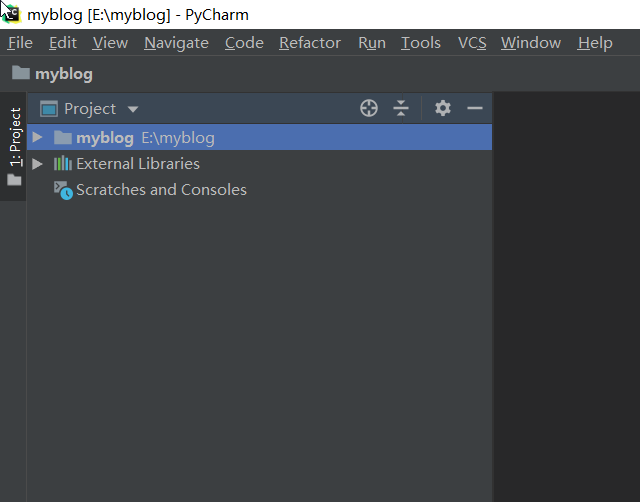 myblog [E:\myblog] - PyCharm
File Edit View Navigate Code Refactor Run Tools VCS Window Help
myblog
1: Project
Project
myblog E:\myblog
External Libraries
Scratches and Consoles